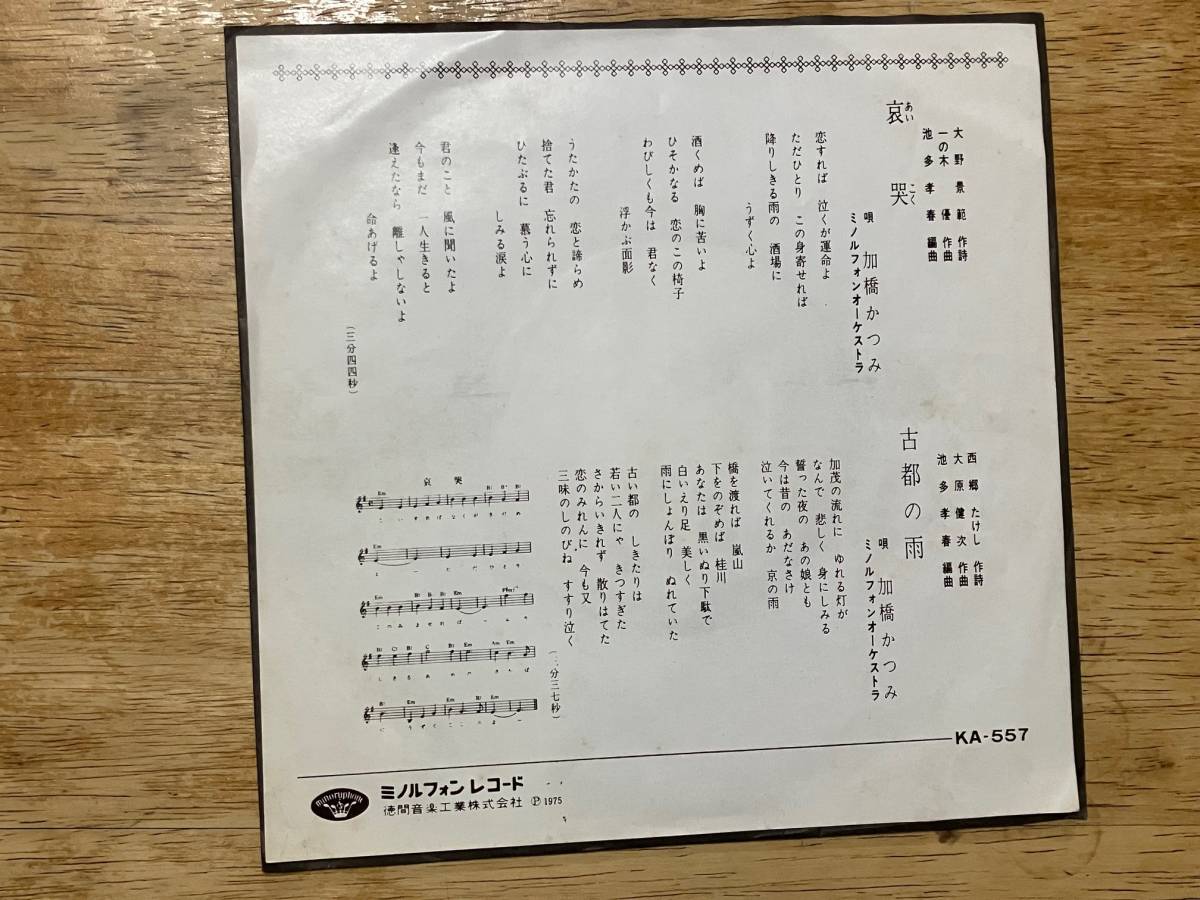 大野景範 作詩
一の木 優 作曲
池多孝春 編曲
哀哭
あいこく
唄 加橋かつみ
ミノルフォンオーケストラ
恋すれば 泣くが運命よ
ただひとり この身寄せれば
降りしきる雨の 酒場に
うずく心よ
酒くめば 胸に苦いよ
ひそかなる 恋のこの椅子
わびしくも今は 君なく
浮かぶ面影
うたかたの 恋と諦らめ
捨てた君 忘れられずに
ひたぶるに 慕う心に
しみる涙よ
君のこと 風に聞いたよ
今もまだ 一人生きると
逢えたなら 離しゃしないよ
命あげるよ
(三分四四秒)
西郷たけし 作詩
大原健次 作曲
池多孝春 編曲
古都の雨
唄 加橋かつみ
ミノルフォンオーケストラ
加茂の流れに ゆれる灯が
なんで 悲しく 身にしみる
誓った夜の あの娘とも
今は昔の あだなさけ
泣いてくれるか 京の雨
橋を渡れば 嵐山
下をのぞめば 桂川
あなたは 黒いぬり下駄で
白いえり足 美しく
雨にしょんぼり ぬれていた
古い都の しきたりは
若い二人にゃ きつすぎた
さからいきれず 散りはてた
恋のみれんに 今も又
三味のしのびね すすり泣く
分三七秒)
哀哭
KA-557
minoruphone
ミノルフォンレコード
徳間音楽工業株式会社 Ⓟ1975